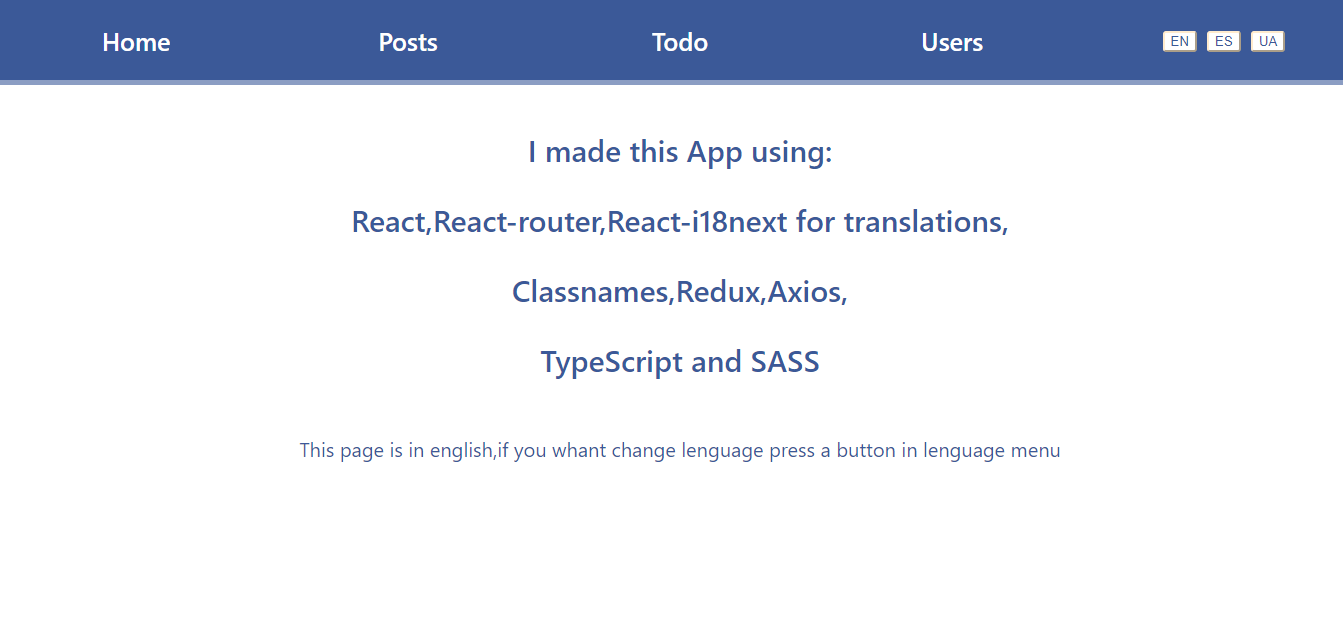 Home Posts Todo Users EN ES UA
I made this App using:
React,React-router,React-i18next for translations,
Classnames,Redux,Axios,
TypeScript and SASS
This page is in english,if you whant change lenguage press a button in lenguage menu